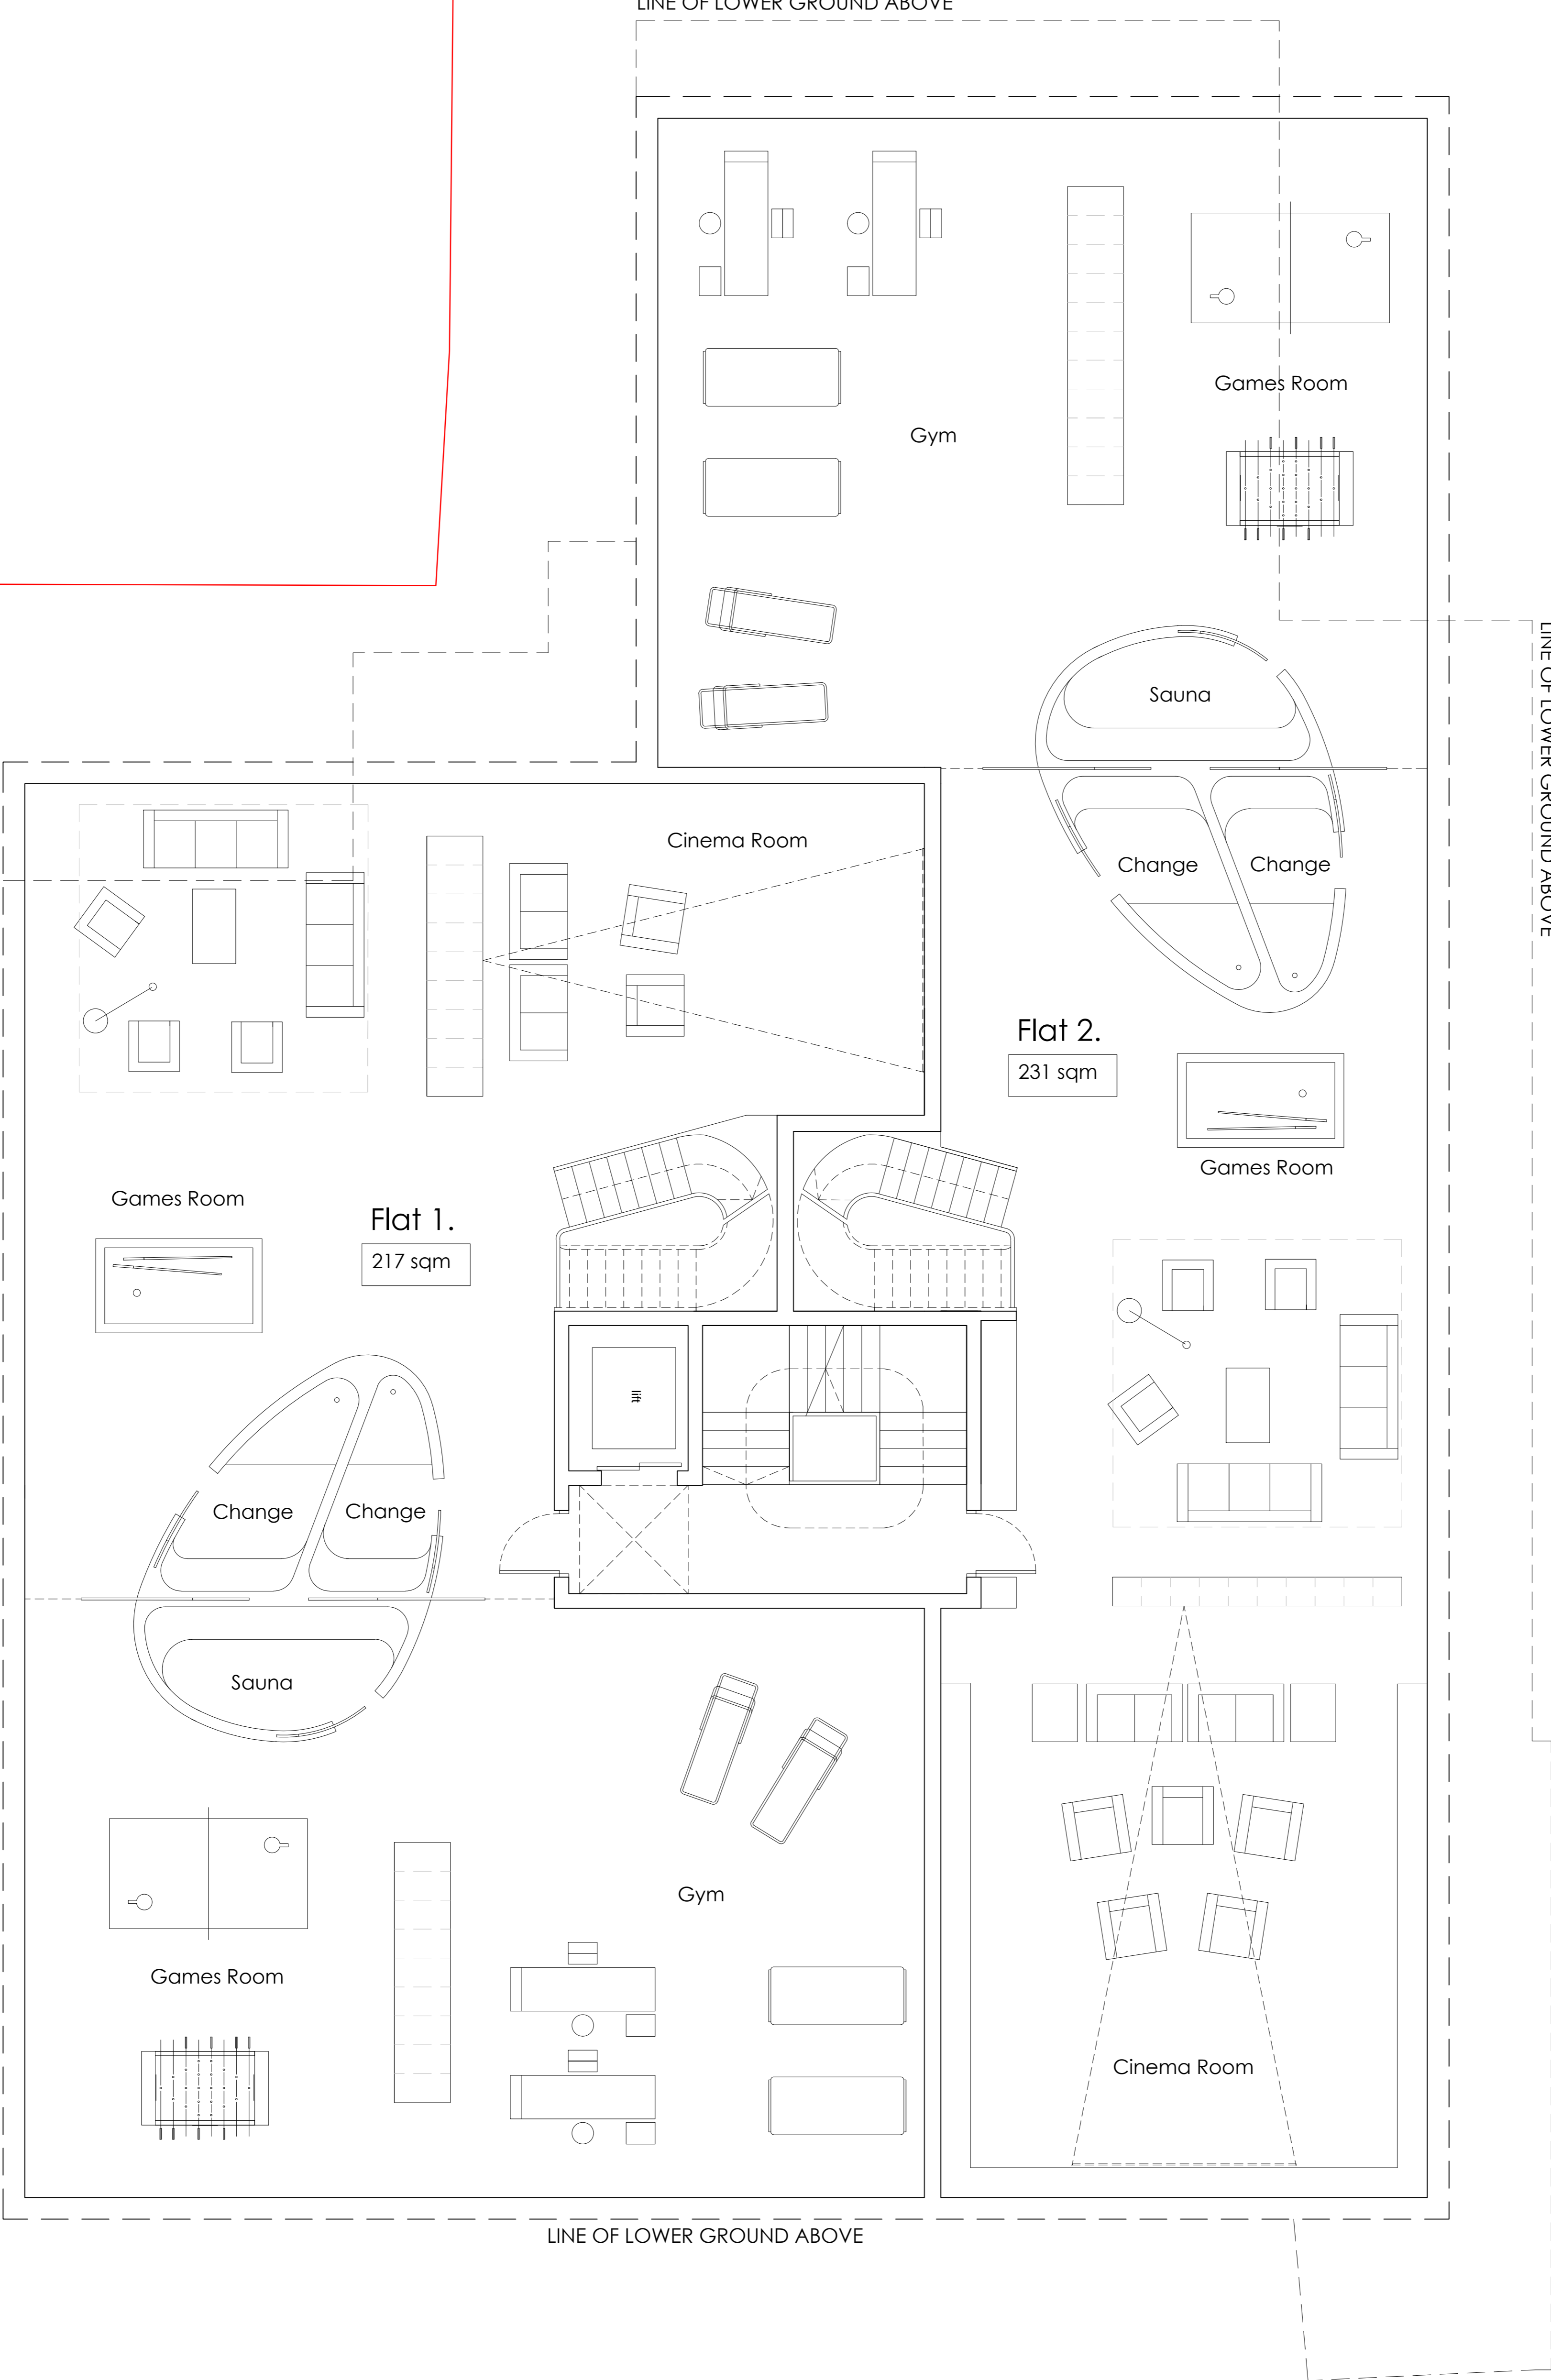 LINE OF LOWER GROUND ABOVE
Games Room
Gym
LINE OF LOWER GROUND ABOVE
Sauna
Change
Change
Cinema Room
Flat 2.
231 sqm
Games Room
Games Room
Flat 1.
217 sqm
lift
Change
Change
Sauna
Gym
Games Room
Cinema Room
LINE OF LOWER GROUND ABOVE